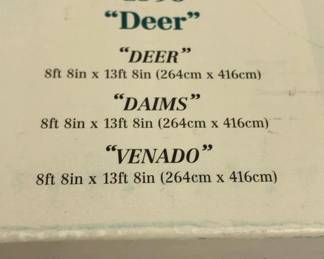 “Deer”
“DEER”
8ft 8in x 13ft 8in (264cm x 416cm)
“DAIMS”
8ft 8in x 13ft 8in (264cm x 416cm)
“VENADO”
8ft 8in x 13ft 8in (264cm x 416cm)